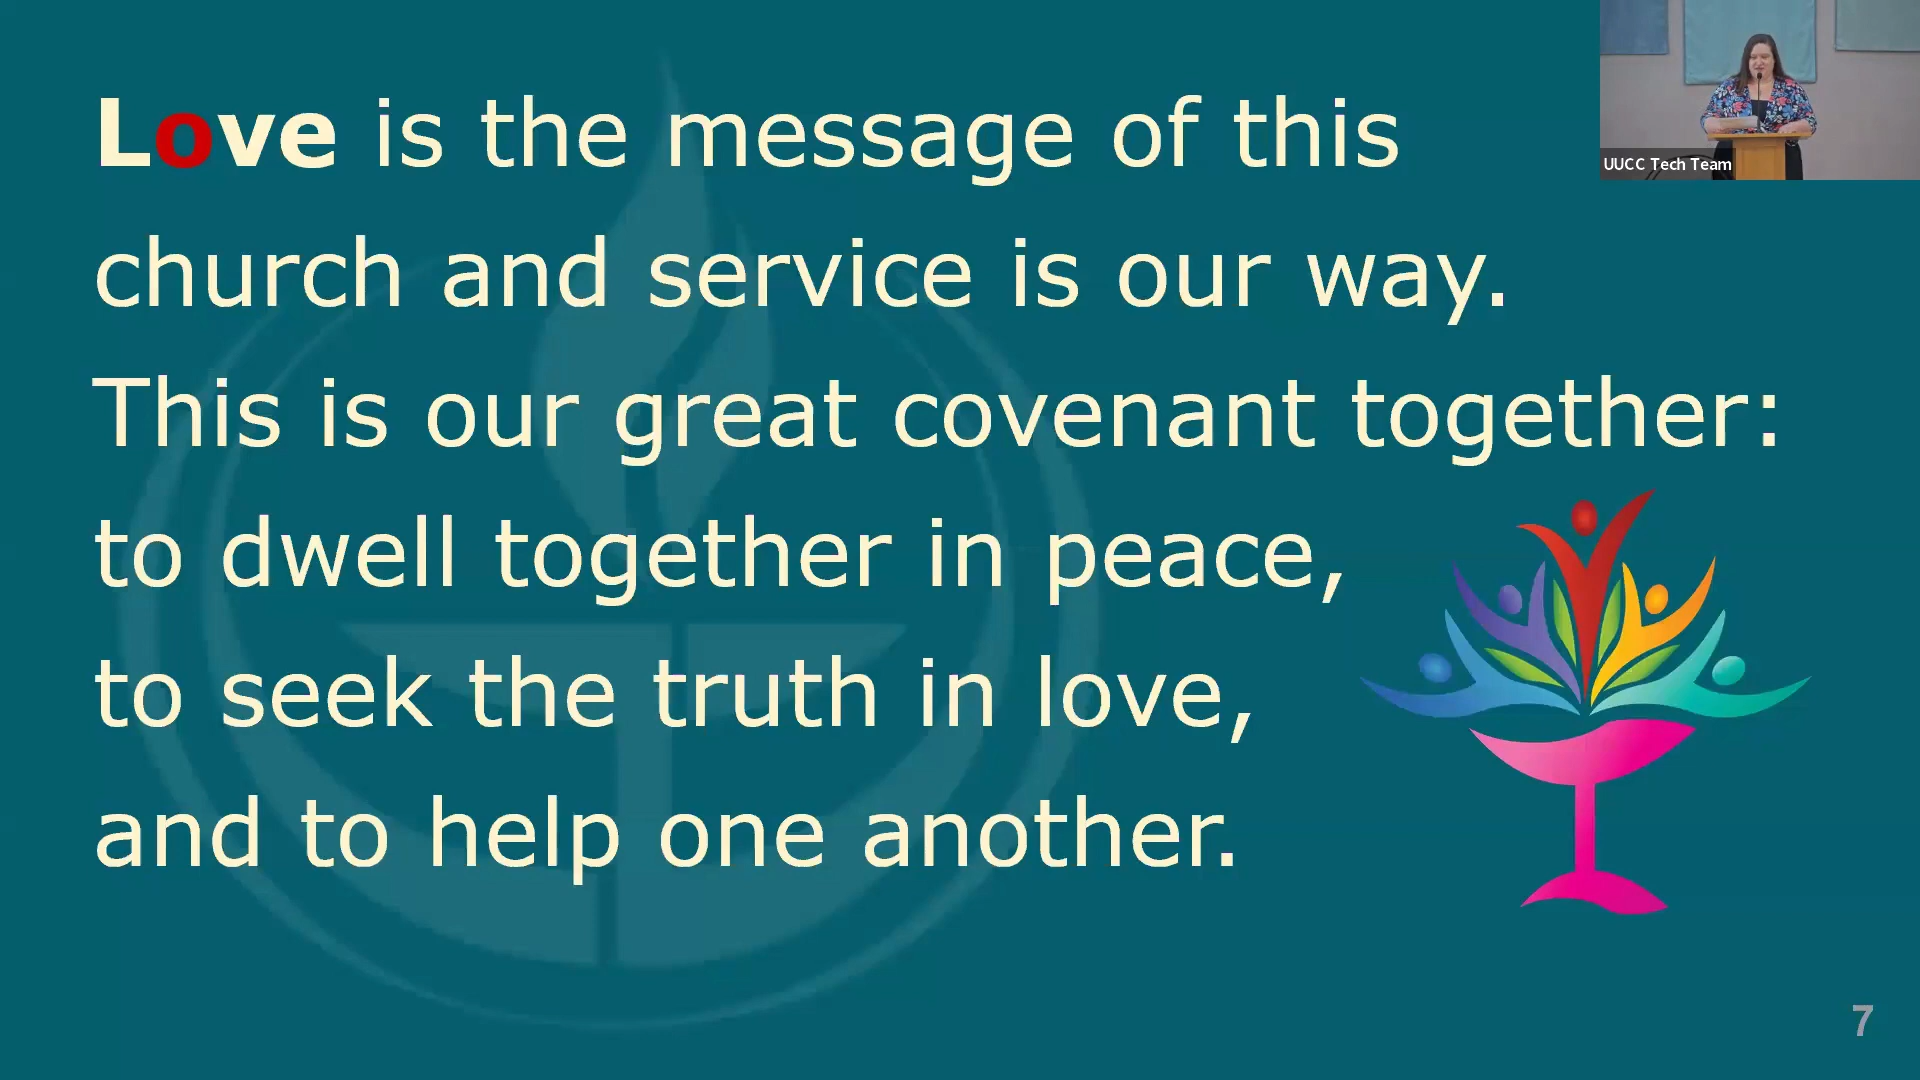 Love is the message of this
UUCC Tech Team
church and service is our way.
This is our great covenant together:
to dwell together in peace,
to seek the truth in love,
and to help one another.
7